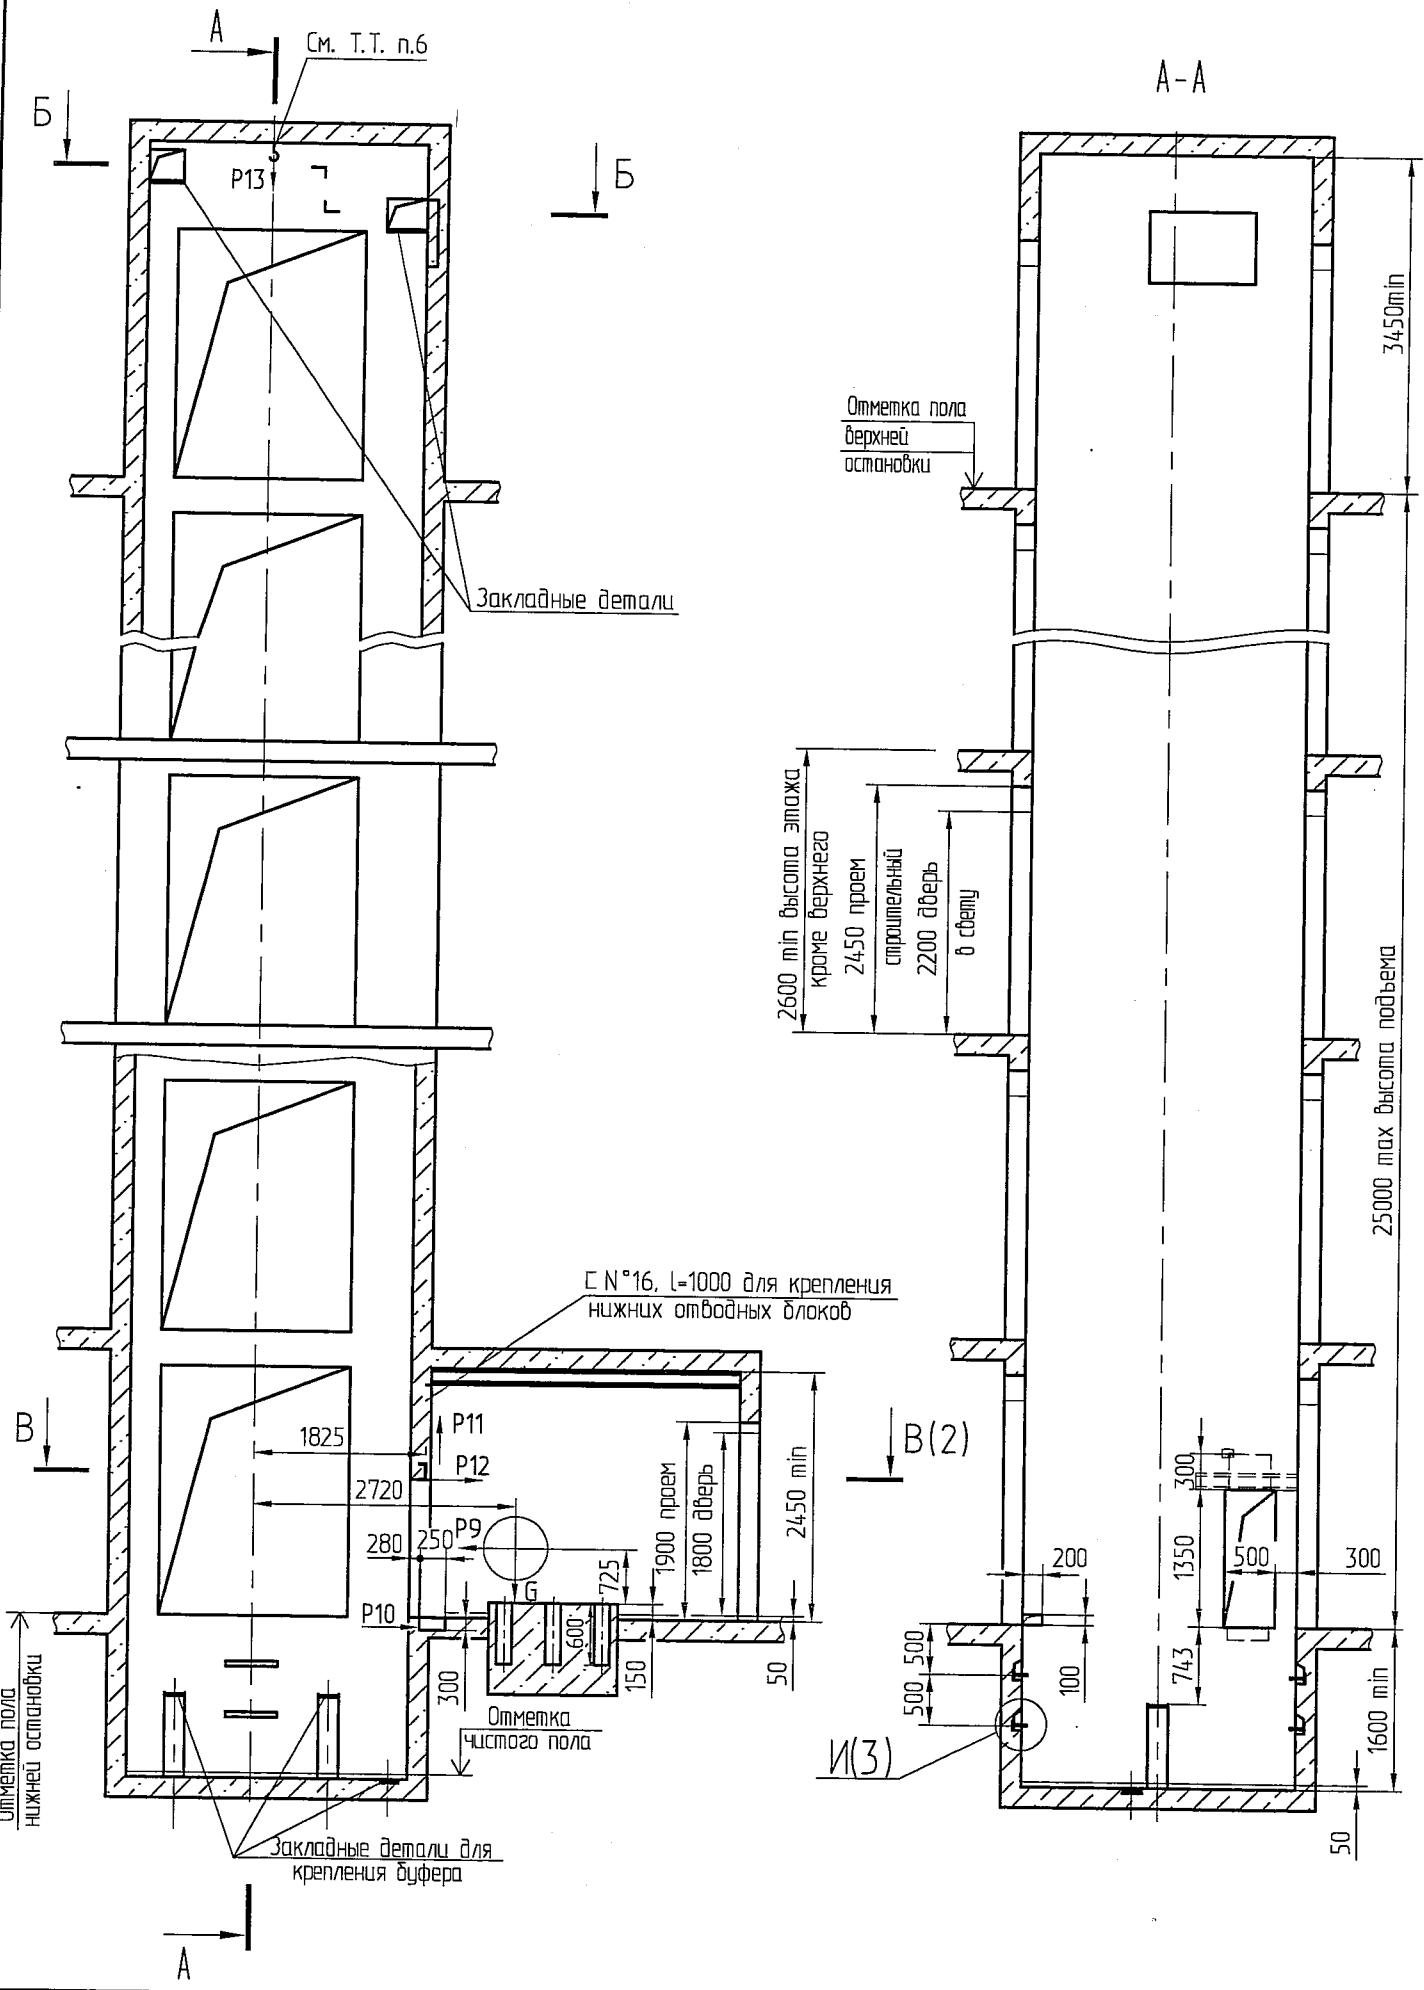 А
См. Т.Т. п.6
А-А
Б
Б
Р13
3450min
Отметка пола
верхней
остановки
Закладные детали
2600 min высота этажа
кроме верхнего
2450 проем
строительный
2200 дверь
в свету
25000 max высота подъема
⊏ N°16, l=1000 для крепления
нижних отводных блоков
В
В(2)
1825
Р11
Р12
2720
Р9
280
250
G
725
1900 проем
1800 дверь
2450 min
Р10
300
600
150
50
300
1350
500
300
200
100
500
500
743
1600 min
50
И(3)
Отметка пола
нижней остановки
Отметка
чистого пола
Закладные детали для
крепления буфера
А